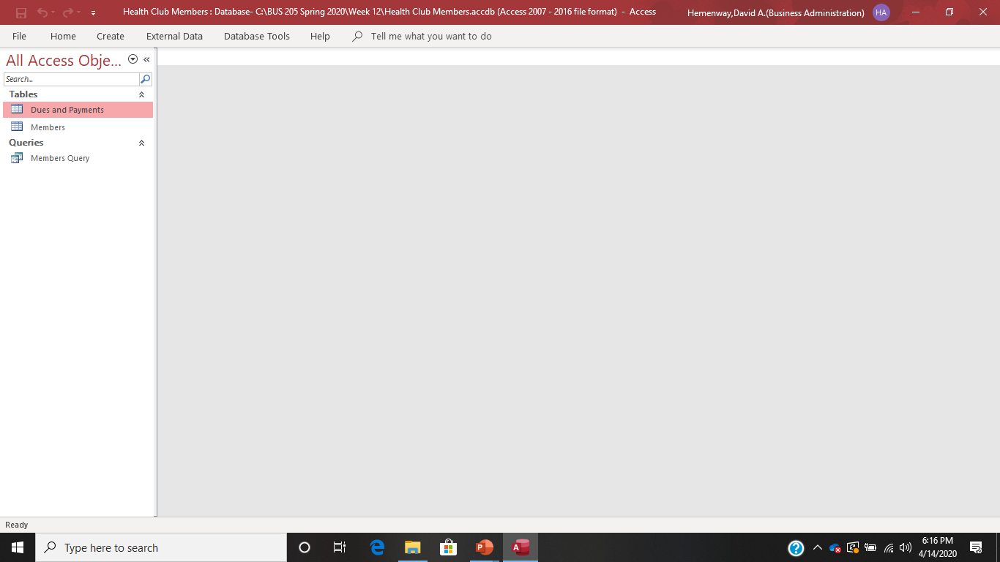 Health Club Members : Database- C:\BUS 205 Spring 2020\Week 12\Health Club Members.accdb (Access 2007 - 2016 file format) - Access
Hemenway,David A.(Business Administration)
HA
File Home Create External Data Database Tools Help Tell me what you want to do
All Access Obje...
Search...
Tables
Dues and Payments
Members
Queries
Members Query
Ready
Type here to search
P
A
6:16 PM
4/14/2020